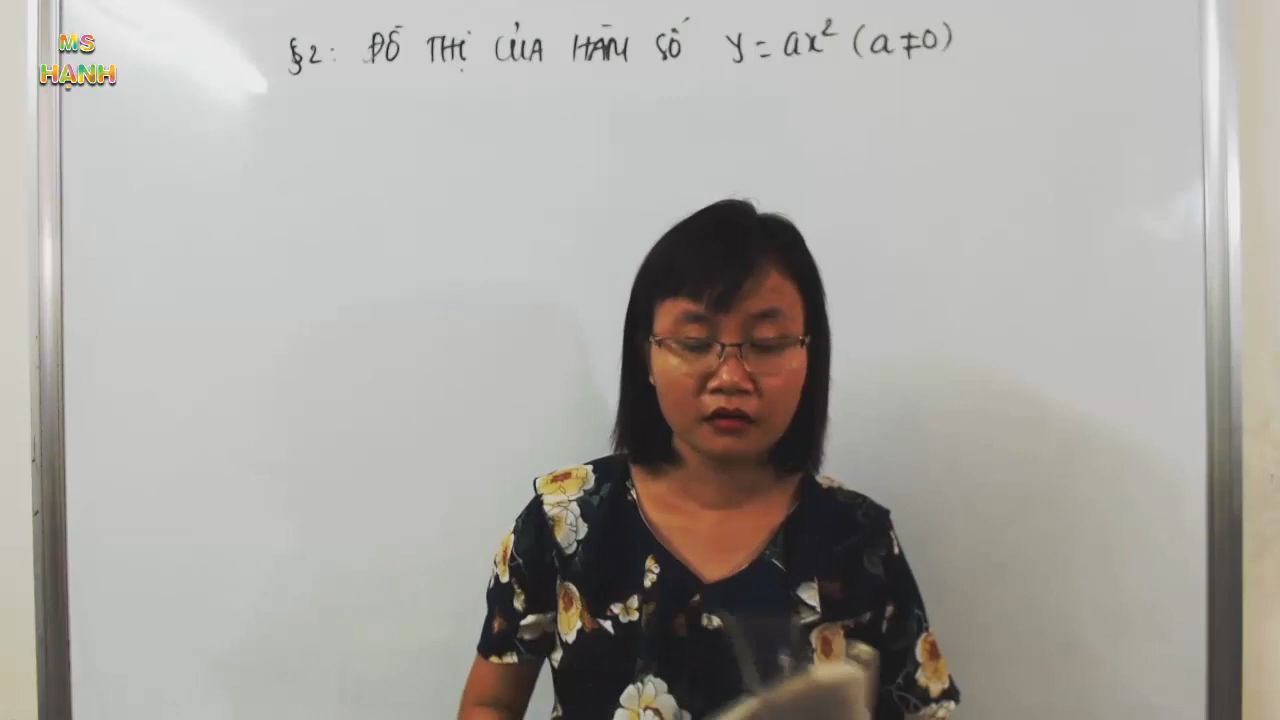 MS
HẠNH
§2: ĐỒ THỊ CỦA HÀM SỐ y = ax² (a≠0)